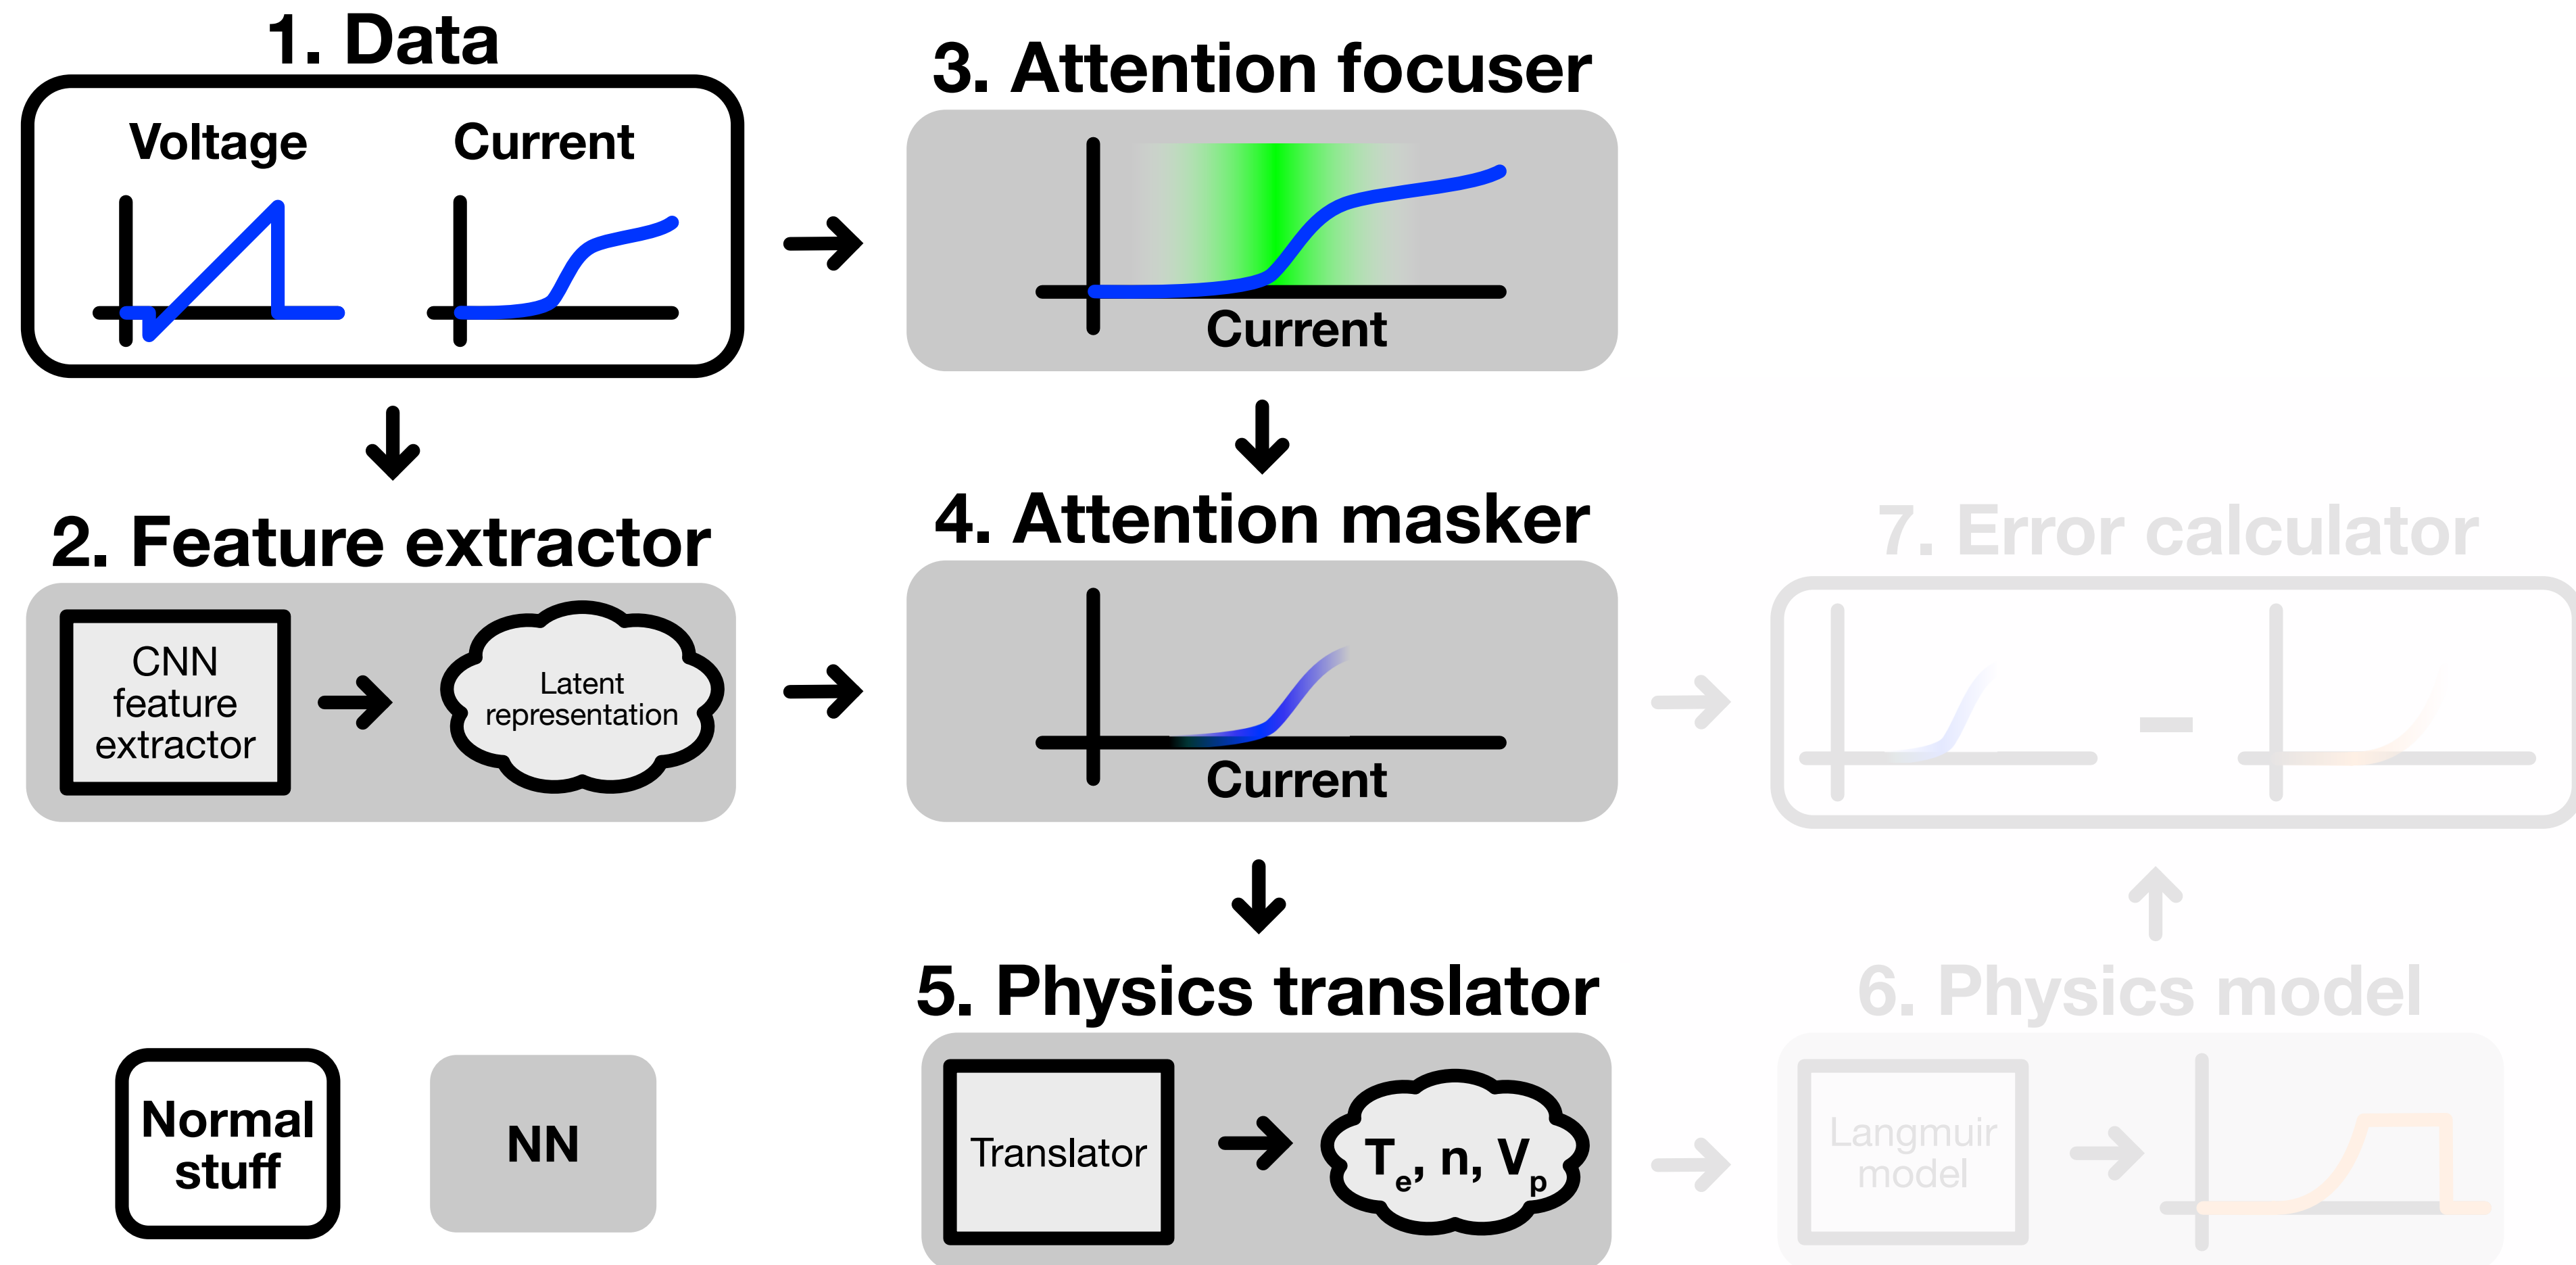 1. Data
Voltage
Current
2. Feature extractor
CNN
feature
extractor
Latent
representation
3. Attention focuser
Current
4. Attention masker
Current
5. Physics translator
Translator
Te, n, Vp
6. Physics model
Langmuir
model
7. Error calculator
Normal
stuff
NN